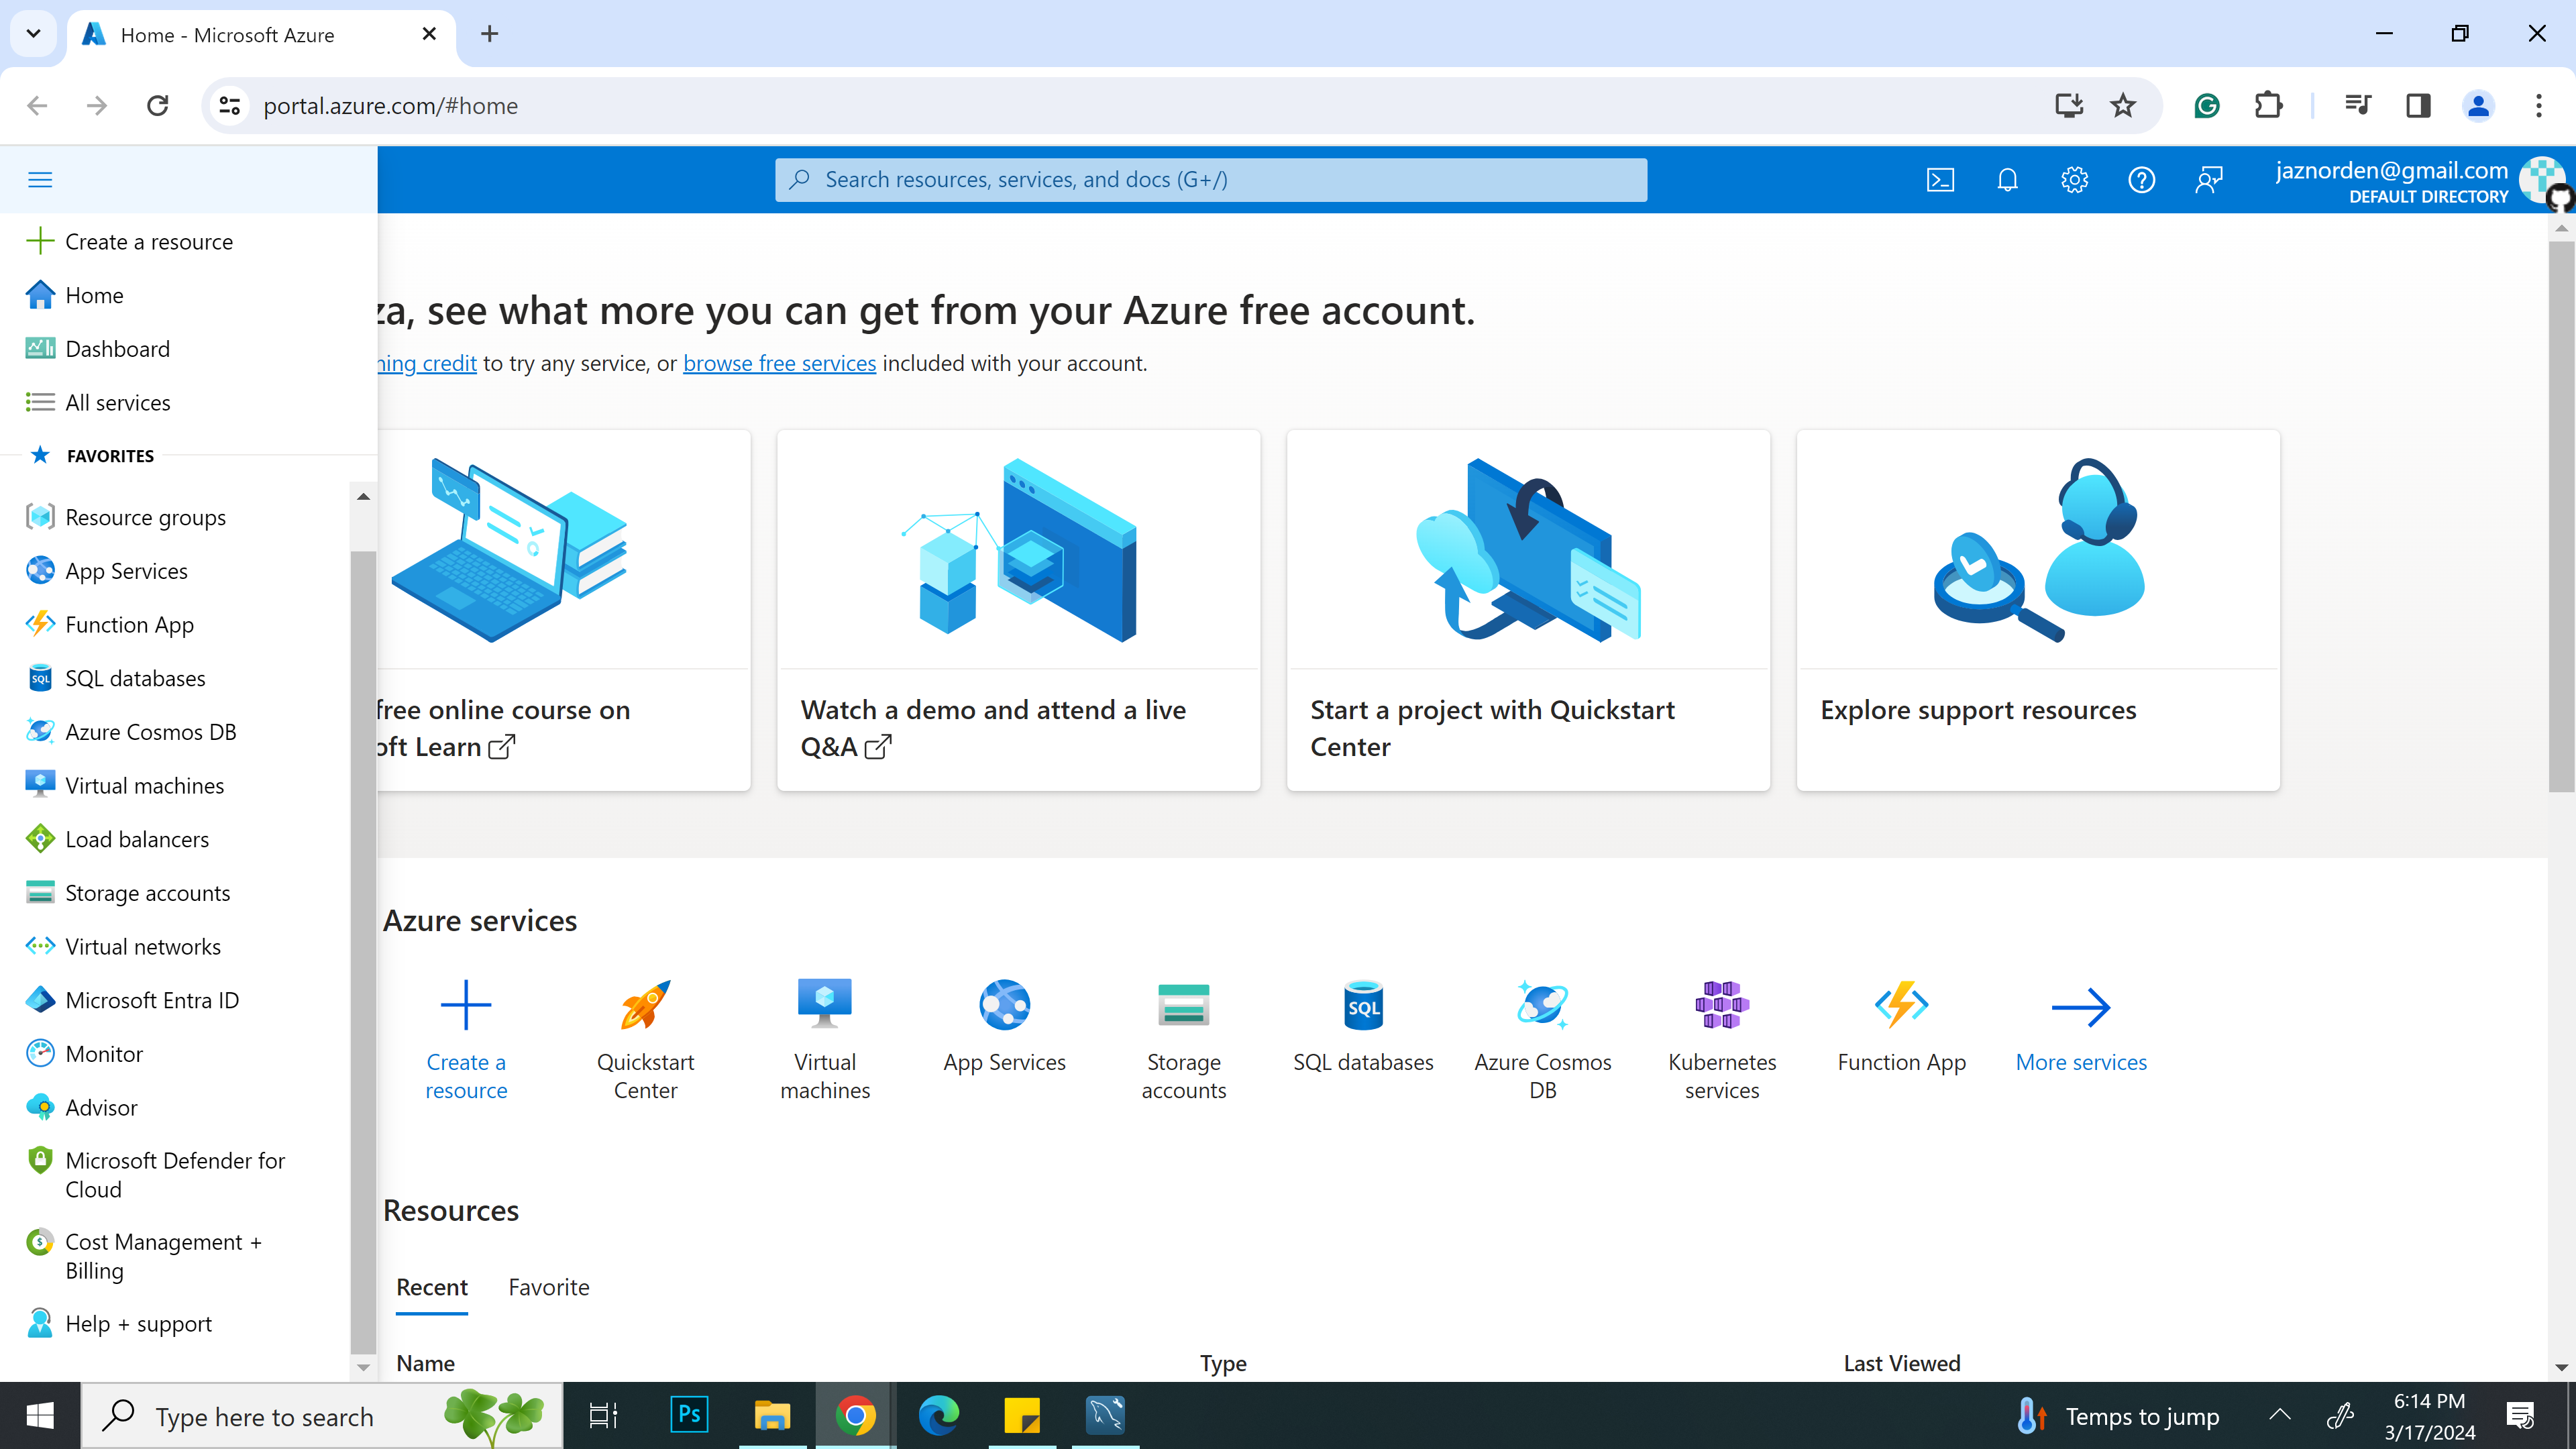 Home - Microsoft Azure
portal.azure.com/#home
Search resources, services, and docs (G+/)
jaznorden@gmail.com
DEFAULT DIRECTORY
Create a resource
Home
Dashboard
All services
FAVORITES
Resource groups
App Services
Function App
SQL databases
Azure Cosmos DB
Virtual machines
Load balancers
Storage accounts
Virtual networks
Microsoft Entra ID
Monitor
Advisor
Microsoft Defender for
Cloud
Cost Management +
Billing
Help + support
za, see what more you can get from your Azure free account.
ning credit to try any service, or browse free services included with your account.
free online course on
oft Learn
Watch a demo and attend a live
Q&A
Start a project with Quickstart
Center
Explore support resources
Azure services
Create a
resource
Quickstart
Center
Virtual
machines
App Services
Storage
accounts
SQL
SQL databases
Azure Cosmos
DB
Kubernetes
services
Function App
More services
Resources
Recent Favorite
Name Type Last Viewed
Type here to search
Ps
Temps to jump
6:14 PM
3/17/2024